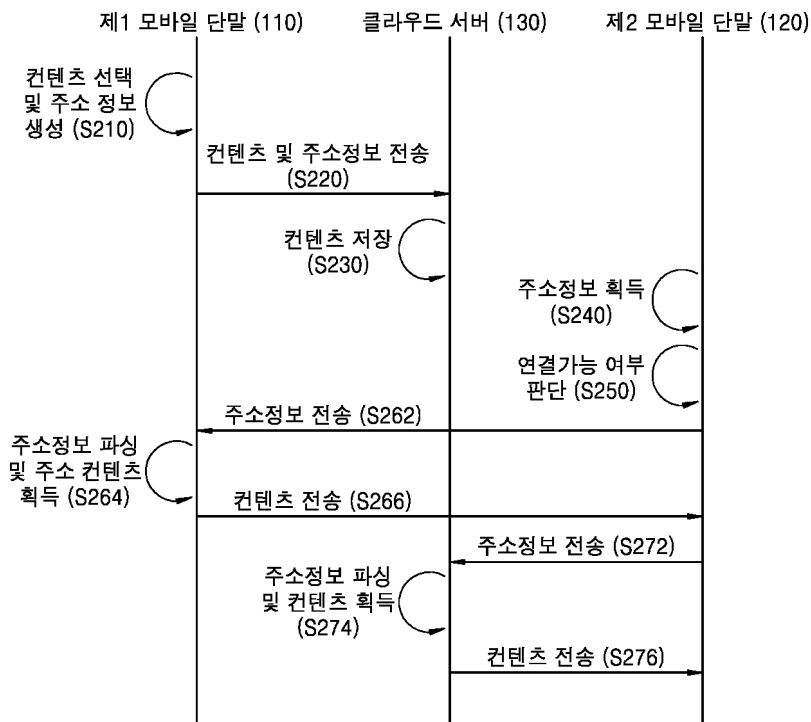 제1 모바일 단말 (110)
클라우드 서버 (130)
제2 모바일 단말 (120)
컨텐츠 선택
및 주소 정보
생성 (S210)
컨텐츠 및 주소정보 전송
(S220)
컨텐츠 저장
(S230)
주소정보 획득
(S240)
연결가능 여부
판단 (S250)
주소정보 전송 (S262)
주소정보 파싱
및 주소 컨텐츠
획득 (S264)
컨텐츠 전송 (S266)
주소정보 전송 (S272)
주소정보 파싱
및 컨텐츠 획득
(S274)
컨텐츠 전송 (S276)